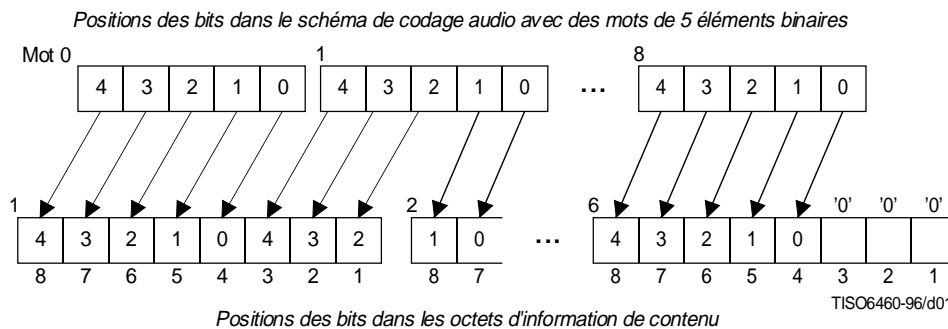 Positions des bits dans le schéma de codage audio avec des mots de 5 éléments binaires
Mot 0 1 8
4 3 2 1 0 4 3 2 1 0 ... 4 3 2 1 0
1 2 6 '0' '0' '0'
4 3 2 1 0 4 3 2 1 0 ... 4 3 2 1 0
8 7 6 5 4 3 2 1 8 7 8 7 6 5 4 3 2 1
TISO6460-96/d01
Positions des bits dans les octets d'information de contenu